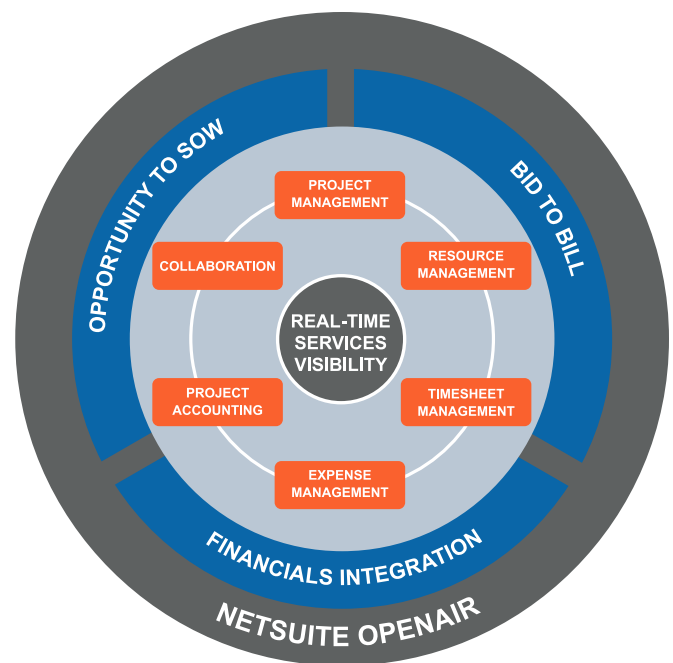 OPPORTUNITY TO SOW
BID TO BILL
PROJECT
MANAGEMENT
COLLABORATION
RESOURCE
MANAGEMENT
REAL-TIME
SERVICES
VISIBILITY
PROJECT
ACCOUNTING
TIMESHEET
MANAGEMENT
EXPENSE
MANAGEMENT
FINANCIALS INTEGRATION
NETSUITE OPENAIR